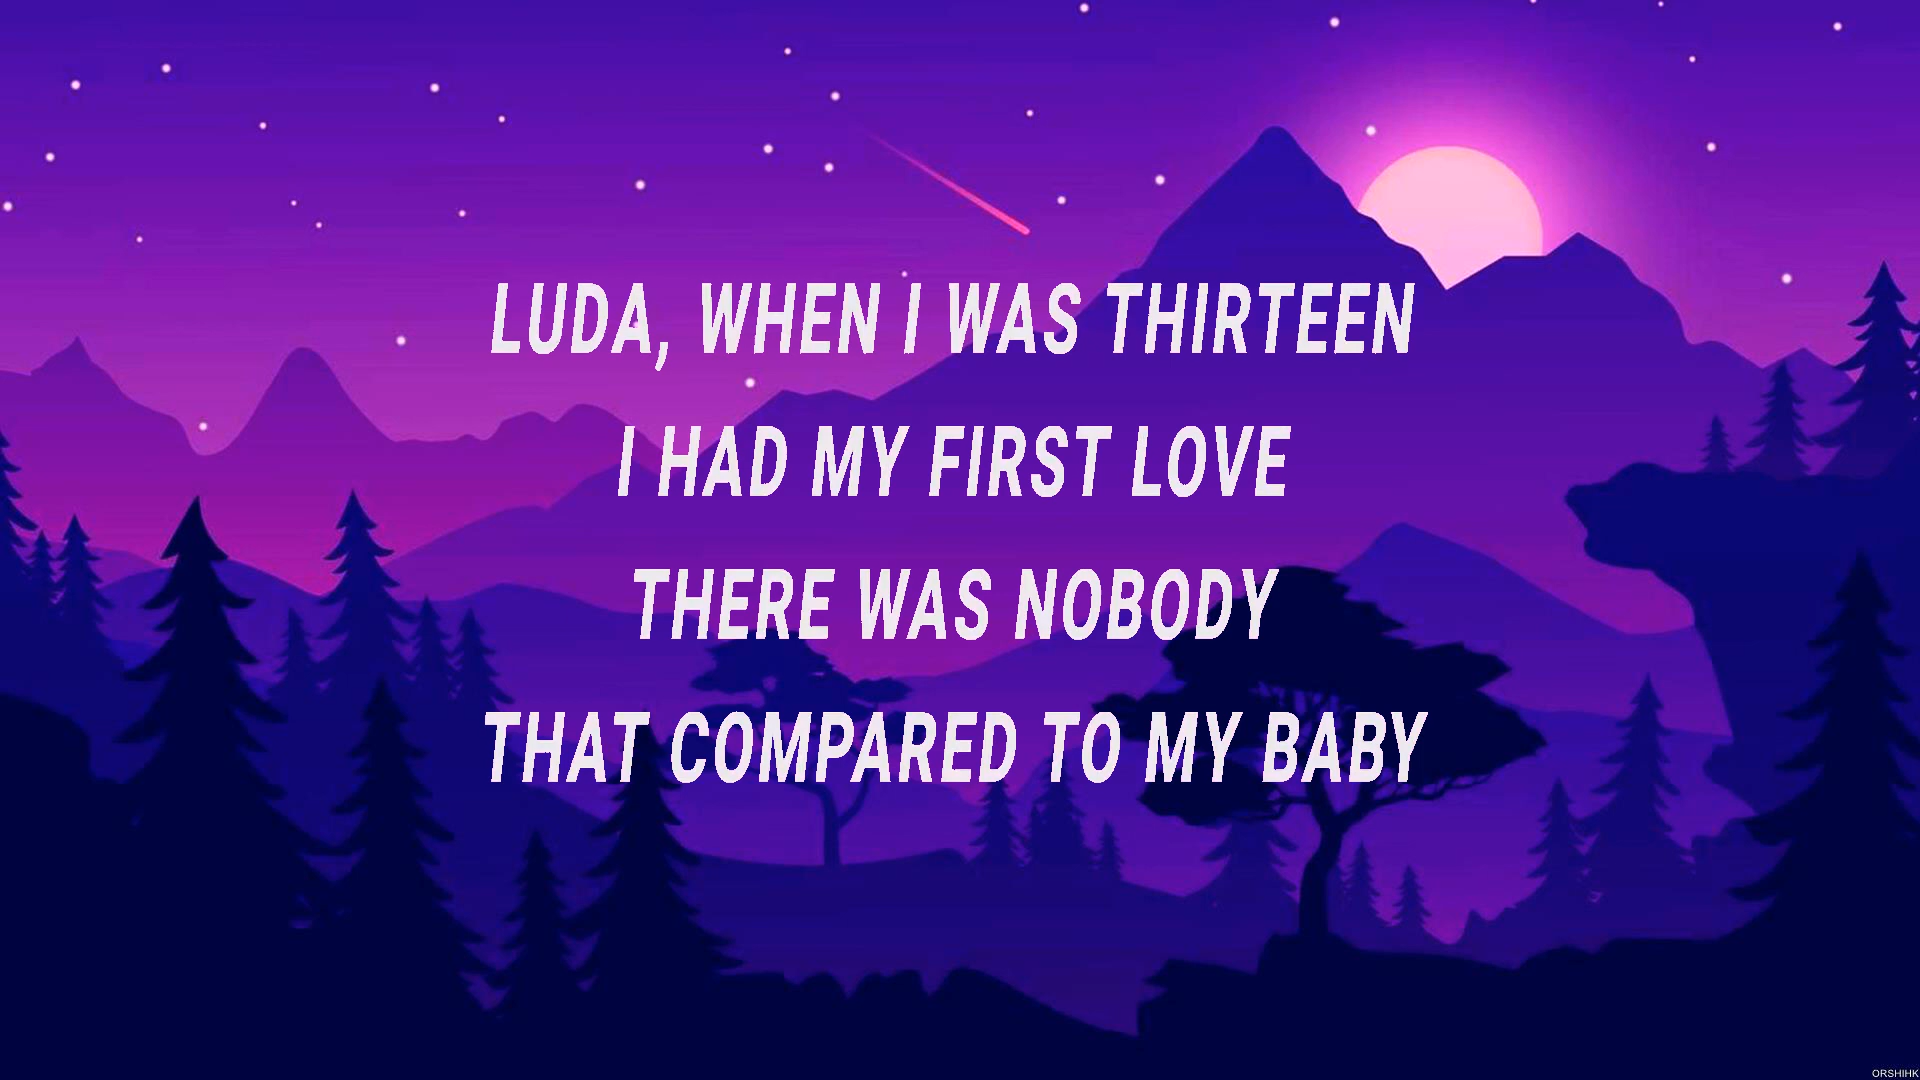 LUDA, WHEN I WAS THIRTEEN
I HAD MY FIRST LOVE
THERE WAS NOBODY
THAT COMPARED TO MY BABY
ORSHIHK